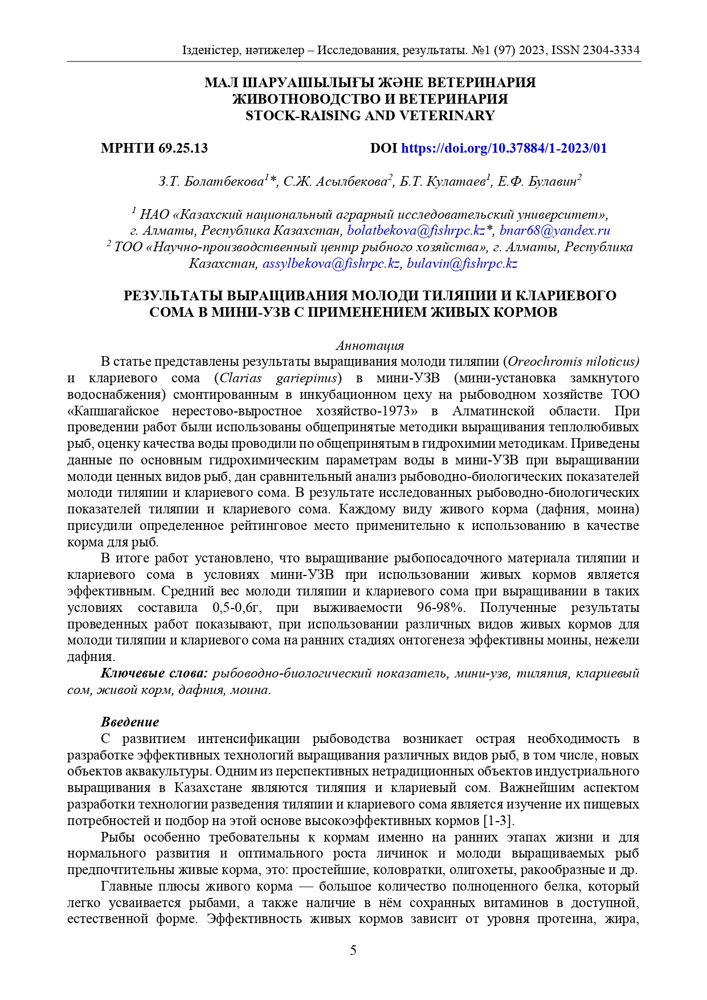 Ізденістер, нәтижелер – Исследования, результаты. №1 (97) 2023, ISSN 2304-3334
МАЛ ШАРУАШЫЛЫҒЫ ЖӘНЕ ВЕТЕРИНАРИЯ
ЖИВОТНОВОДСТВО И ВЕТЕРИНАРИЯ
STOCK-RAISING AND VETERINARY
МРНТИ 69.25.13 DOI https://doi.org/10.37884/1-2023/01
З.Т. Болатбекова1*, С.Ж. Асылбекова2, Б.Т. Кулатаев1, Е.Ф. Булавин2
1 НАО «Казахский национальный аграрный исследовательский университет»,
г. Алматы, Республика Казахстан, bolatbekova@fishrpc.kz*, bnar68@yandex.ru
2 ТОО «Научно-производственный центр рыбного хозяйства», г. Алматы, Республика
Казахстан, assylbekova@fishrpc.kz, bulavin@fishrpc.kz
РЕЗУЛЬТАТЫ ВЫРАЩИВАНИЯ МОЛОДИ ТИЛЯПИИ И КЛАРИЕВОГО
СОМА В МИНИ-УЗВ С ПРИМЕНЕНИЕМ ЖИВЫХ КОРМОВ
Аннотация
В статье представлены результаты выращивания молоди тиляпии (Oreochromis niloticus)
и клариевого сома (Clarias gariepinus) в мини-УЗВ (мини-установка замкнутого
водоснабжения) смонтированным в инкубационном цеху на рыбоводном хозяйстве ТОО
«Капшагайское нерестово-выростное хозяйство-1973» в Алматинской области. При
проведении работ были использованы общепринятые методики выращивания теплолюбивых
рыб, оценку качества воды проводили по общепринятым в гидрохимии методикам. Приведены
данные по основным гидрохимическим параметрам воды в мини-УЗВ при выращивании
молоди ценных видов рыб, дан сравнительный анализ рыбоводно-биологических показателей
молоди тиляпии и клариевого сома. В результате исследованных рыбоводно-биологических
показателей тиляпии и клариевого сома. Каждому виду живого корма (дафния, моина)
присудили определенное рейтинговое место применительно к использованию в качестве
корма для рыб.
В итоге работ установлено, что выращивание рыбопосадочного материала тиляпии и
клариевого сома в условиях мини-УЗВ при использовании живых кормов является
эффективным. Средний вес молоди тиляпии и клариевого сома при выращивании в таких
условиях составила 0,5-0,6г, при выживаемости 96-98%. Полученные результаты
проведенных работ показывают, при использовании различных видов живых кормов для
молоди тиляпии и клариевого сома на ранних стадиях онтогенеза эффективны моины, нежели
дафния.
Ключевые слова: рыбоводно-биологический показатель, мини-узв, тиляпия, клариевый
сом, живой корм, дафния, моина.
Введение
С развитием интенсификации рыбоводства возникает острая необходимость в
разработке эффективных технологий выращивания различных видов рыб, в том числе, новых
объектов аквакультуры. Одним из перспективных нетрадиционных объектов индустриального
выращивания в Казахстане являются тиляпия и клариевый сом. Важнейшим аспектом
разработки технологии разведения тиляпии и клариевого сома является изучение их пищевых
потребностей и подбор на этой основе высокоэффективных кормов [1-3].
Рыбы особенно требовательны к кормам именно на ранних этапах жизни и для
нормального развития и оптимального роста личинок и молоди выращиваемых рыб
предпочтительны живые корма, это: простейшие, коловратки, олигохеты, ракообразные и др.
Главные плюсы живого корма — большое количество полноценного белка, который
легко усваивается рыбами, а также наличие в нём сохранных витаминов в доступной,
естественной форме. Эффективность живых кормов зависит от уровня протеина, жира,
5